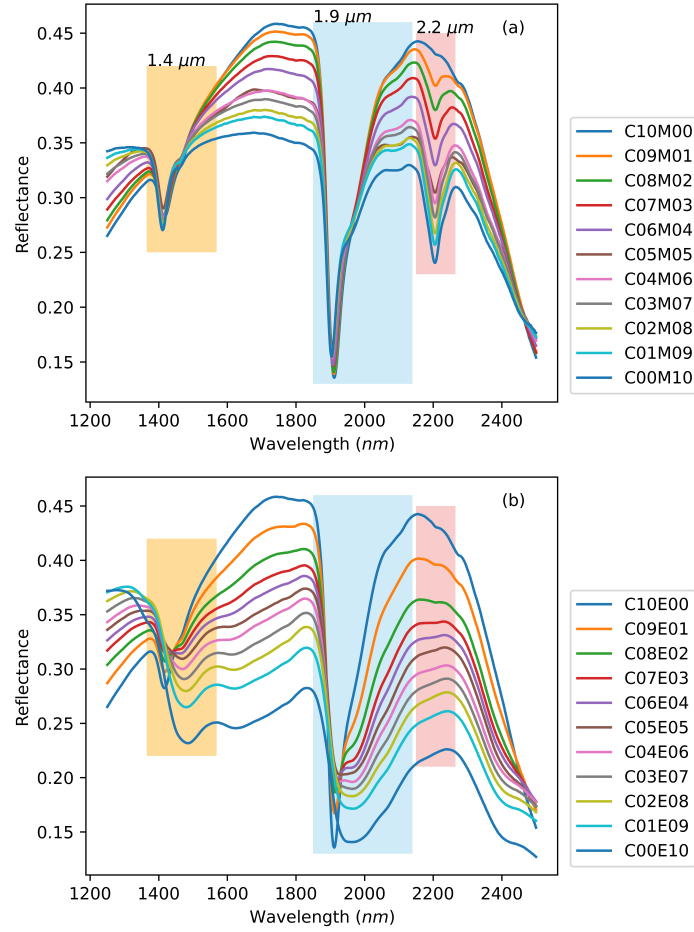 1.9 μm
(a)
2.2 μm
1.4 μm
0.45
0.40
0.35
0.30
0.25
0.20
0.15
Reflectance
1200 1400 1600 1800 2000 2200 2400
Wavelength (nm)
C10M00
C09M01
C08M02
C07M03
C06M04
C05M05
C04M06
C03M07
C02M08
C01M09
C00M10
(b)
0.45
0.40
0.35
0.30
0.25
0.20
0.15
Reflectance
1200 1400 1600 1800 2000 2200 2400
Wavelength (nm)
C10E00
C09E01
C08E02
C07E03
C06E04
C05E05
C04E06
C03E07
C02E08
C01E09
C00E10